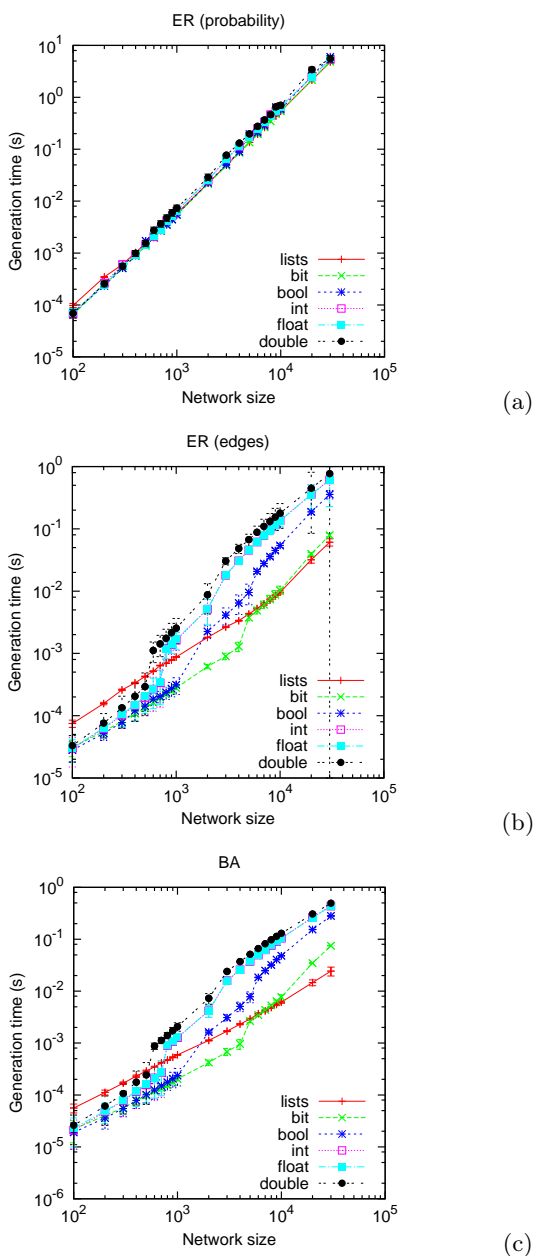 ER (probability)
10^1
10^0
10^-1
10^-2
10^-3
10^-4
10^-5
Generation time (s)
lists
bit
bool
int
float
double
10^2 10^3 10^4 10^5
Network size
(a)
ER (edges)
10^0
10^-1
10^-2
10^-3
10^-4
10^-5
Generation time (s)
lists
bit
bool
int
float
double
10^2 10^3 10^4 10^5
Network size
(b)
BA
10^0
10^-1
10^-2
10^-3
10^-4
10^-5
10^-6
Generation time (s)
lists
bit
bool
int
float
double
10^2 10^3 10^4 10^5
Network size
(c)